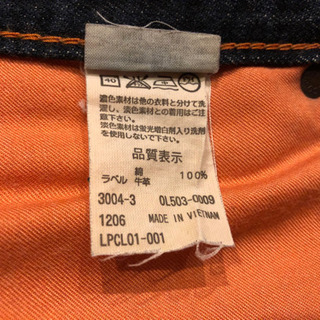 40
濃色素材は他の衣料と分けて洗
濯し、淡色素材との着用はご注
意下さい。
淡色素材は蛍光増白剤入り洗剤
を使用しないで下さい。
品質表示
綿 100%
ラベル 牛革
3004-3 0L503-0009
1206 MADE IN VIETNAM
LPCL01-001